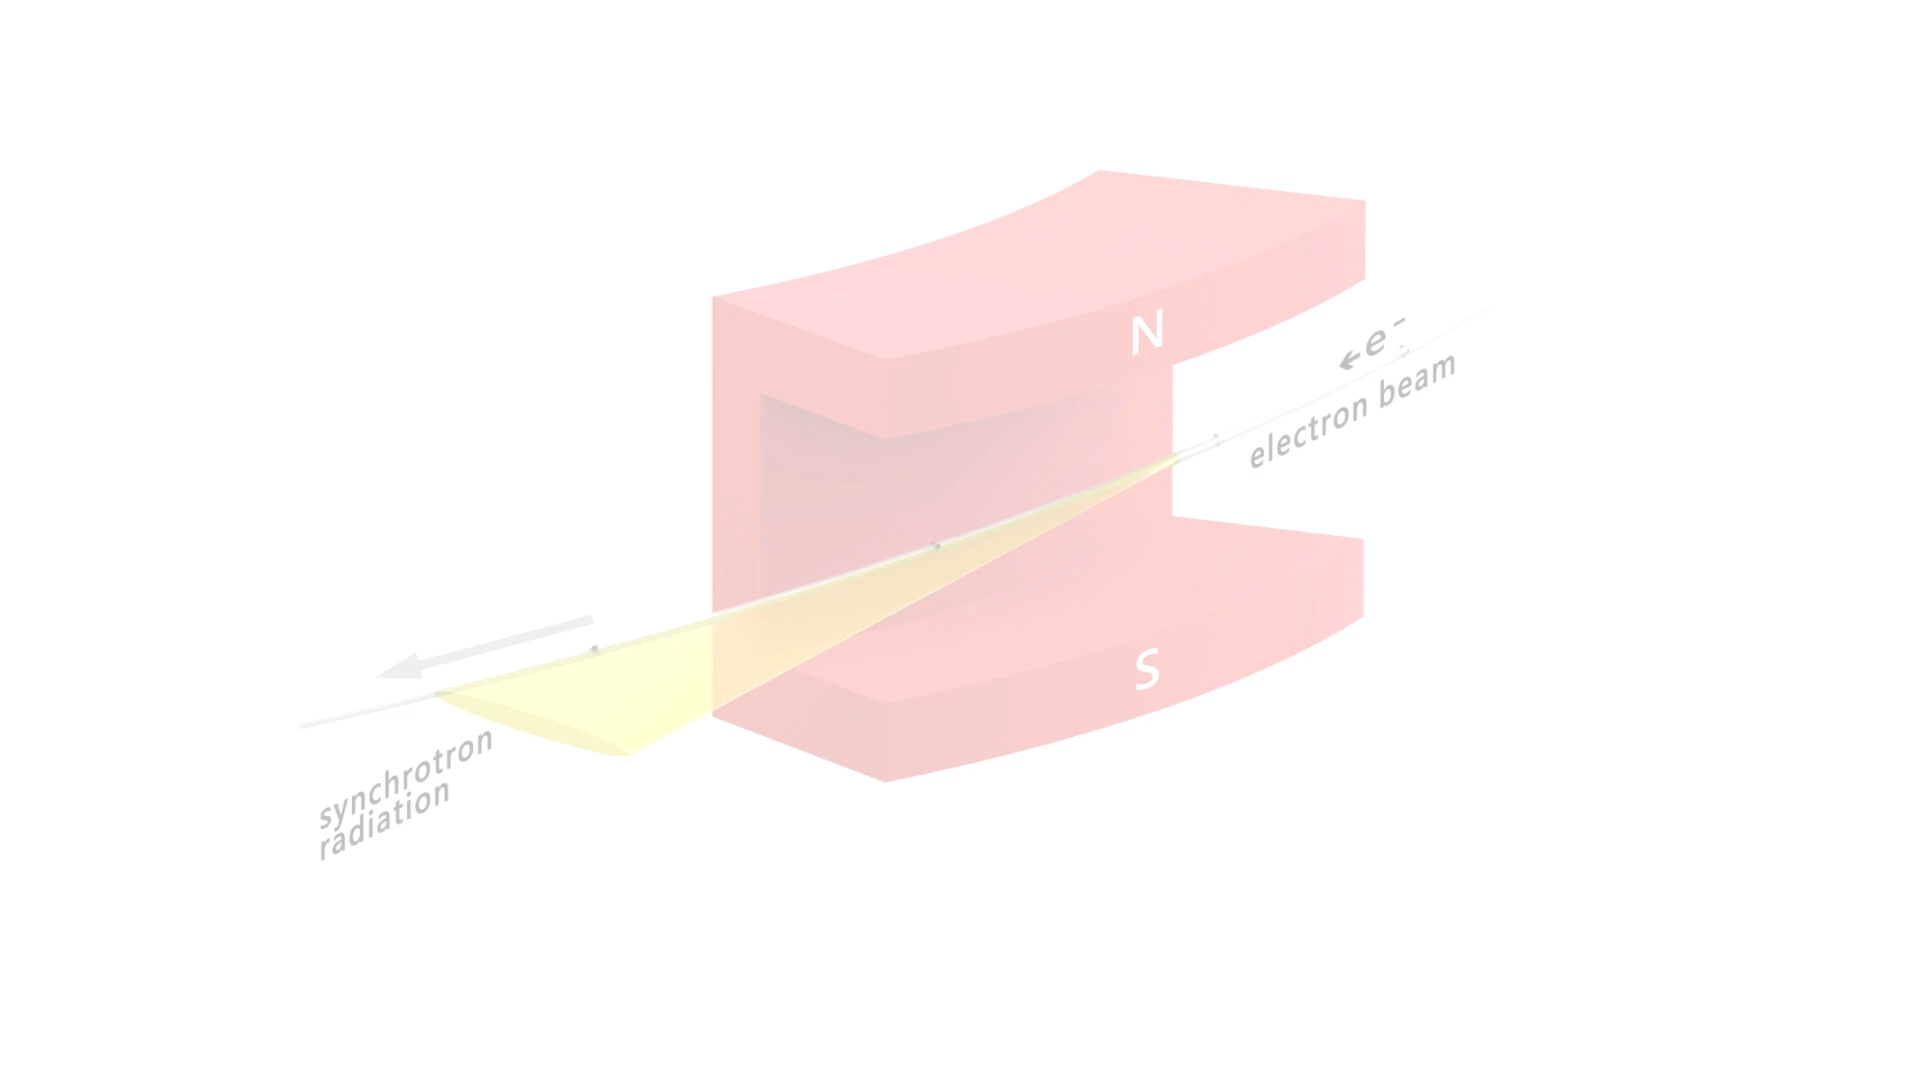 N
←e⁻
electron beam
S
synchrotron
radiation